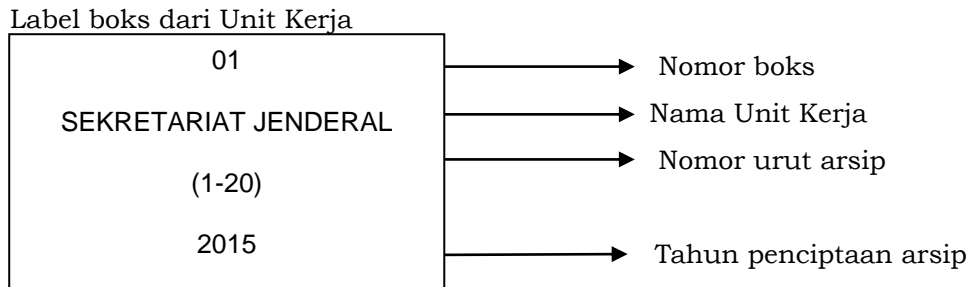 Label boks dari Unit Kerja
01
Nomor boks
SEKRETARIAT JENDERAL
Nama Unit Kerja
(1-20)
Nomor urut arsip
2015
Tahun penciptaan arsip